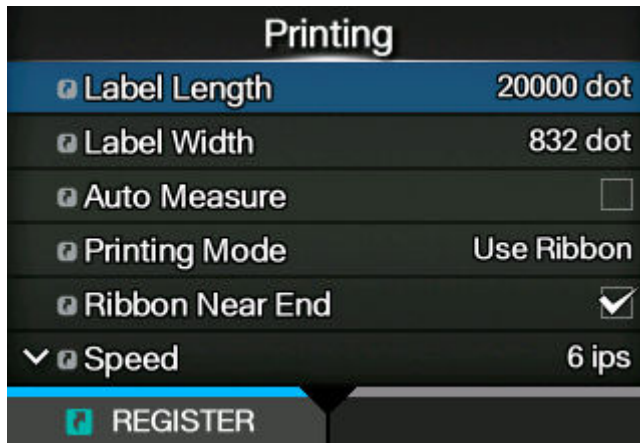 Printing
Label Length 20000 dot
Label Width 832 dot
Auto Measure
Printing Mode Use Ribbon
Ribbon Near End
Speed 6 ips
REGISTER